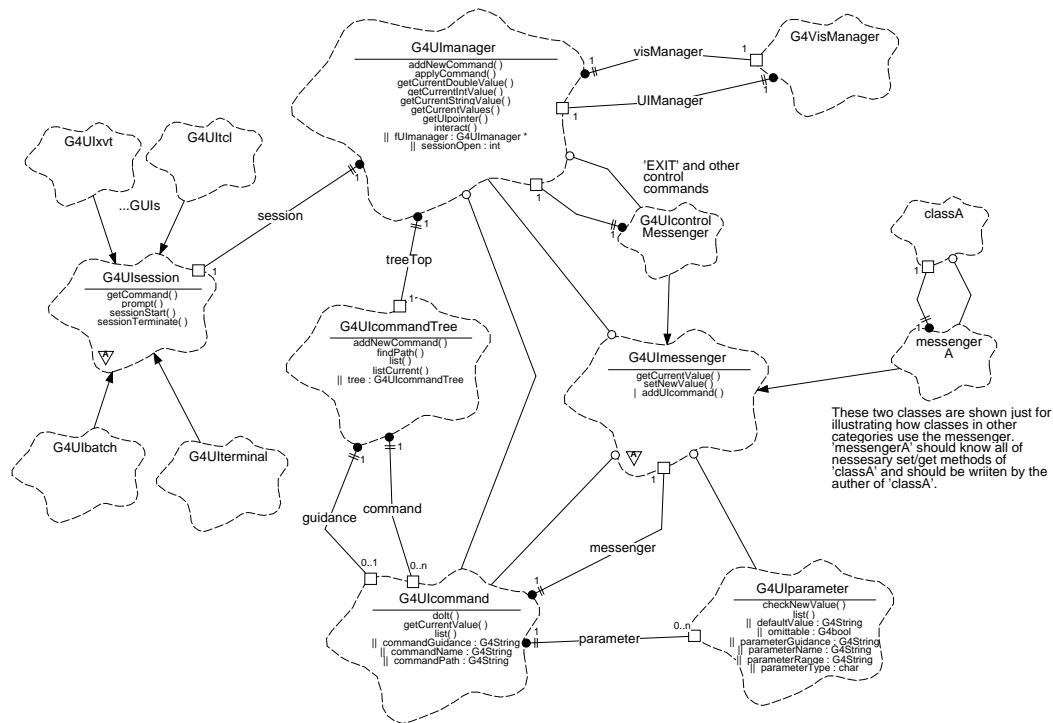 G4UImanager
addNewCommand( )
applyCommand( )
getCurrentDoubleValue( )
getCurrentIntValue( )
getCurrentStringValue( )
getCurrentValues( )
getUIpointer( )
interact( )
|| fUImanager : G4UImanager *
|| sessionOpen : int
1
visManager
1
G4VisManager
1
UIManager
1
G4UIxvt
G4UItcl
...GUIs
1
session
1
'EXIT' and other
control
commands
1
1
G4UIcontrol
Messenger
classA
1
1
messenger
A
G4UIsession
getCommand( )
prompt( )
sessionStart( )
sessionTerminate( )
A
1
treeTop
1
G4UIcommandTree
addNewCommand( )
findPath( )
list( )
listCurrent( )
|| tree : G4UIcommandTree
G4UImessenger
getCurrentValue( )
setNewValue( )
| addUIcommand( )
A
These two classes are shown just for
illustrating how classes in other
categories use the messenger.
'messengerA' should know all of
nessesary set/get methods of
'classA' and should be wriiten by the
auther of 'classA'.
G4UIbatch
G4UIterminal
1
1
guidance
command
0..1
0..n
1
messenger
1
G4UIcommand
doIt( )
getCurrentValue( )
list( )
|| commandGuidance : G4String
|| commandName : G4String
|| commandPath : G4String
1
parameter
0..n
G4UIparameter
checkNewValue( )
list( )
|| defaultValue : G4String
|| omittable : G4bool
|| parameterGuidance : G4String
|| parameterName : G4String
|| parameterRange : G4String
|| parameterType : char